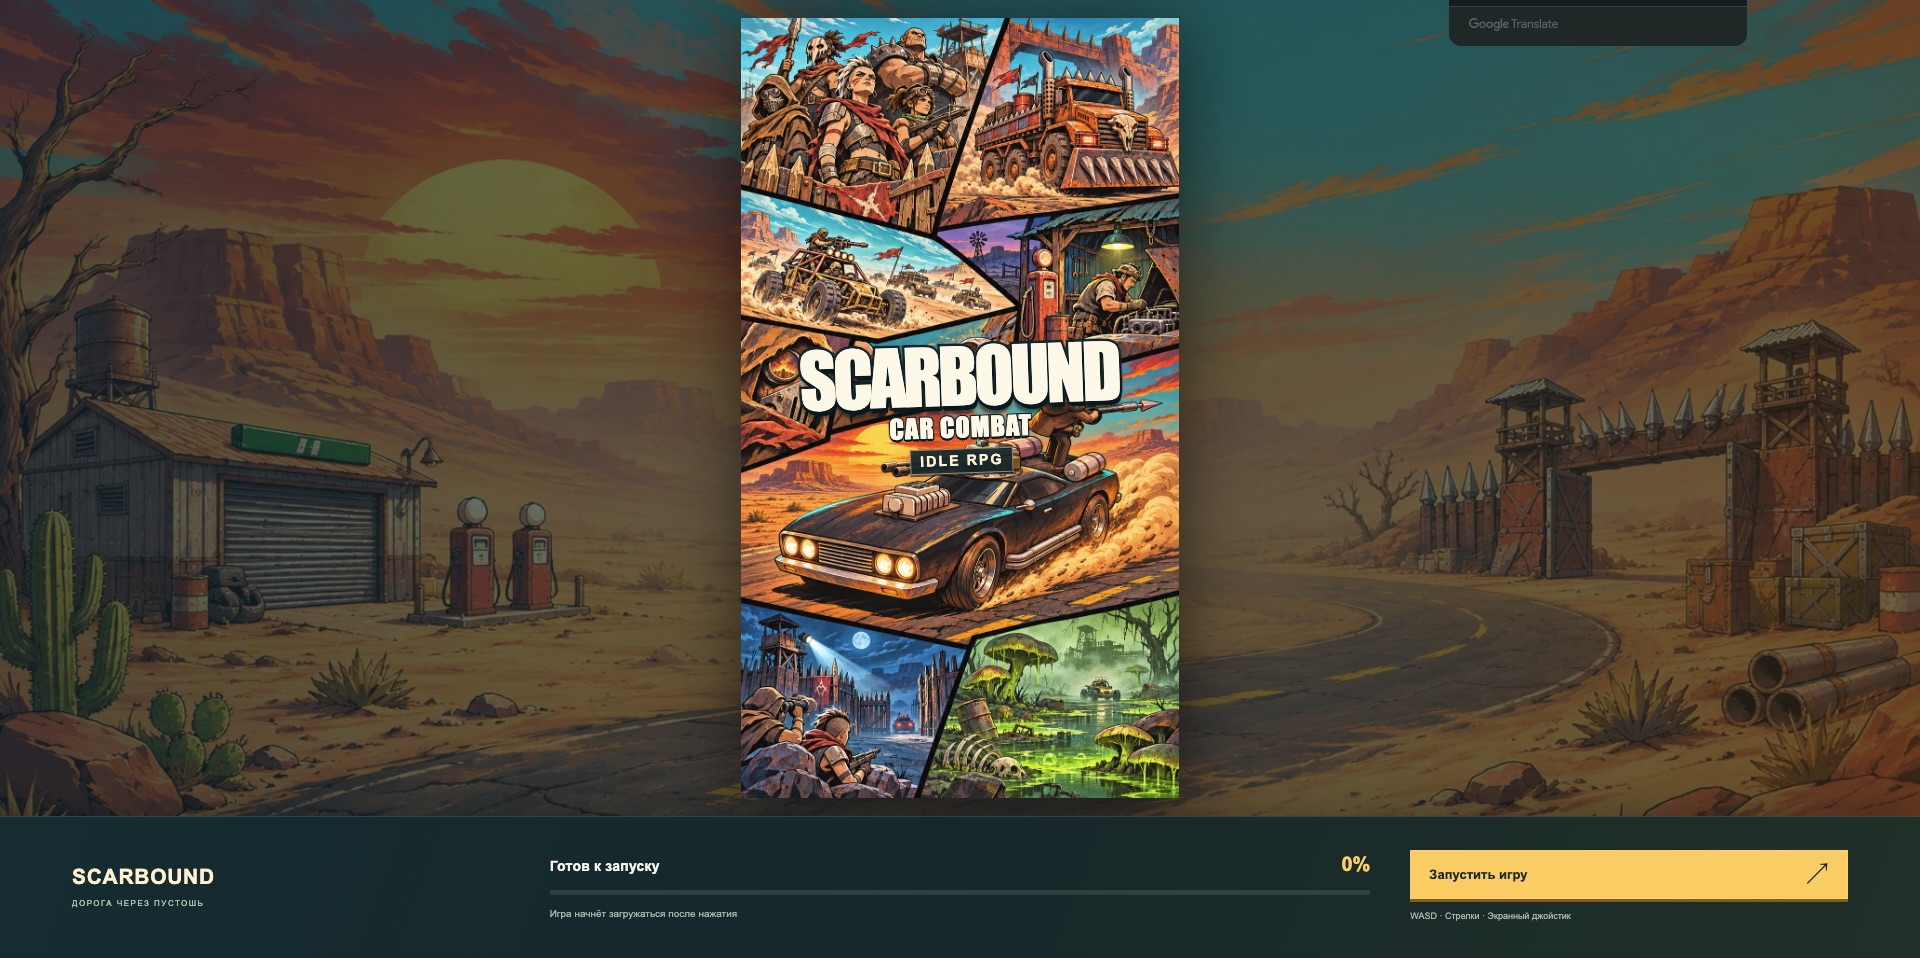 Google Translate
SCARBOUND
CAR COMBAT
IDLE RPG
SCARBOUND
ДОРОГА ЧЕРЕЗ ПУСТОШЬ
Готов к запуску
0%
Игра начнёт загружаться после нажатия
Запустить игру
WASD · Стрелки · Экранный джойстик